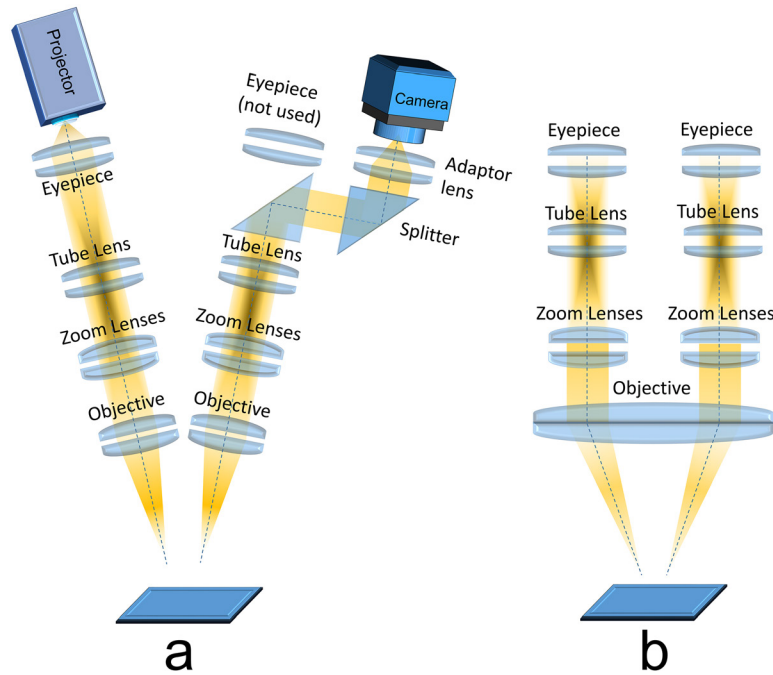 Projector
Eyepiece
Tube Lens
Zoom Lenses
Objective
Eyepiece
(not used)
Camera
Adaptor
lens
Splitter
Tube Lens
Zoom Lenses
Objective
a
Eyepiece
Eyepiece
Tube Lens
Tube Lens
Zoom Lenses
Zoom Lenses
Objective
b